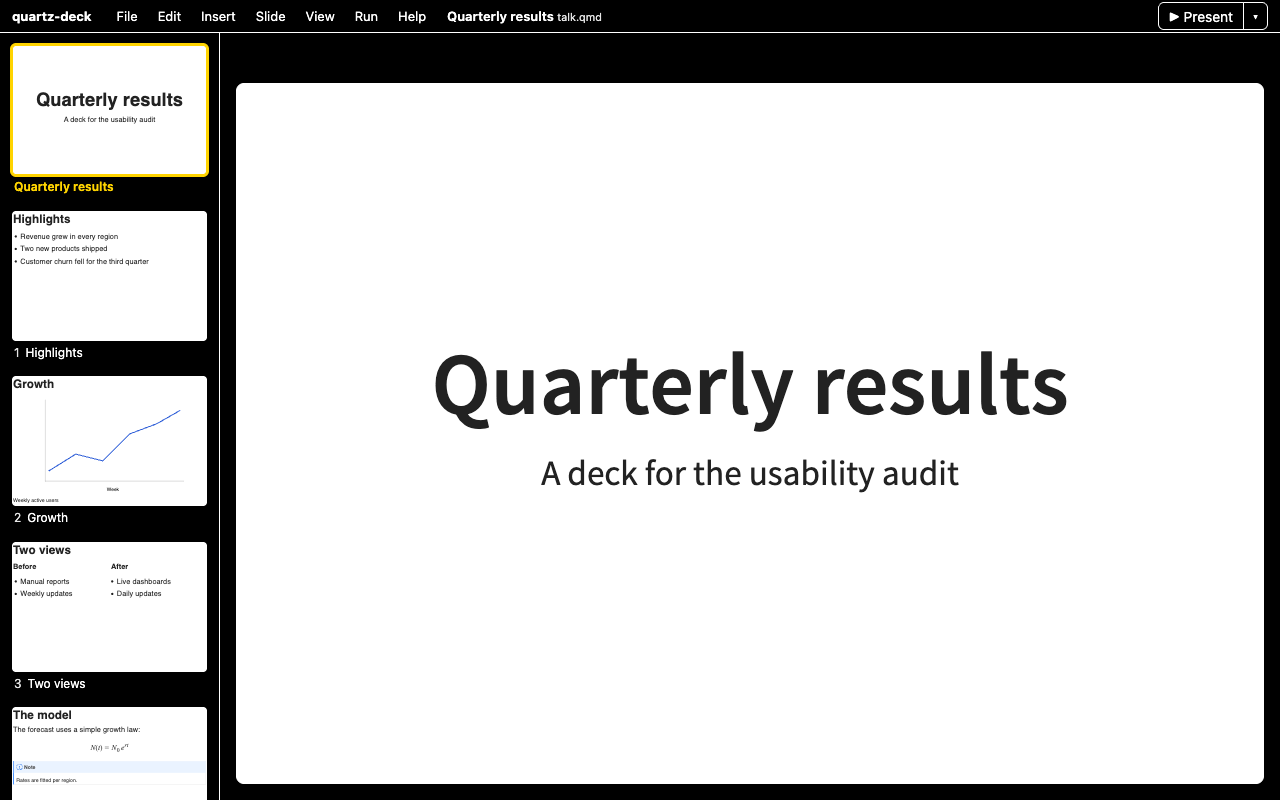 quartz-deck File Edit Insert Slide View Run Help Quarterly results talk.qmd ▶ Present ▾
Quarterly results
A deck for the usability audit
Quarterly results
Highlights
• Revenue grew in every region
• Two new products shipped
• Customer churn fell for the third quarter
1 Highlights
Growth
Week
Weekly active users
2 Growth
Two views
Before After
• Manual reports • Live dashboards
• Weekly updates • Daily updates
3 Two views
The model
The forecast uses a simple growth law:
N(t) = N₀ eʳᵗ
Note
Rates are fitted per region.
Quarterly results
A deck for the usability audit